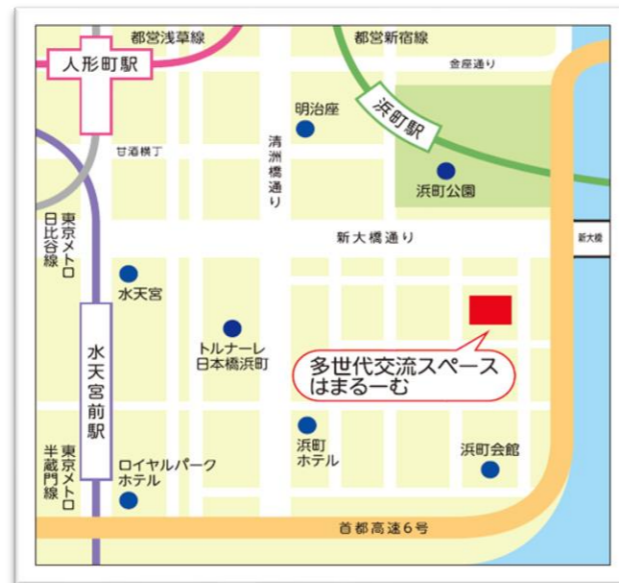 都営浅草線
都営新宿線
人形町駅
金座通り
明治座
浜町駅
清洲橋通り
甘酒横丁
浜町公園
東京メトロ
日比谷線
新大橋通り
新大橋
水天宮
トルナーレ
日本橋浜町
水天宮前駅
多世代交流スペース
はまるーむ
浜町
ホテル
浜町会館
東京メトロ
半蔵門線
ロイヤルパーク
ホテル
首都高速6号